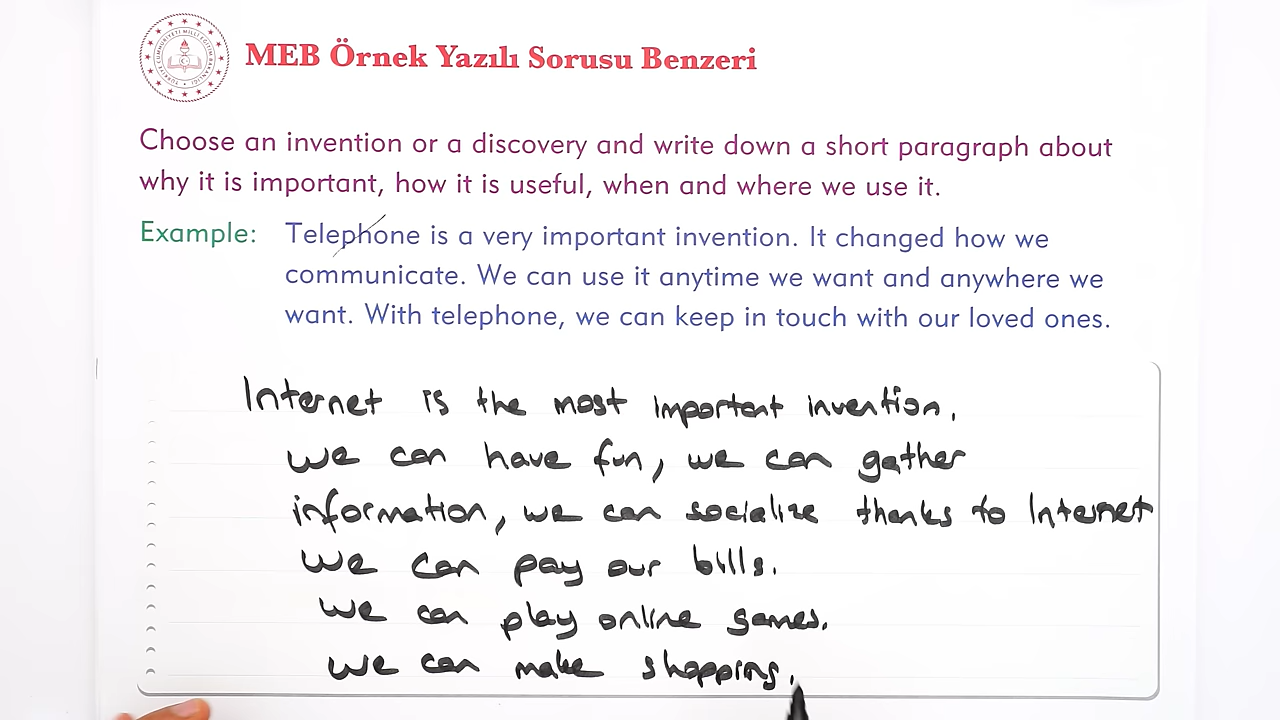 MEB Örnek Yazılı Sorusu Benzeri
Choose an invention or a discovery and write down a short paragraph about
why it is important, how it is useful, when and where we use it.
Example: Telephone is a very important invention. It changed how we
communicate. We can use it anytime we want and anywhere we
want. With telephone, we can keep in touch with our loved ones.
Internet is the most important invention.
We can have fun, we can gather
information, we can socialize thanks to Internet
We can pay our bills.
We can play online games.
We can make shopping.